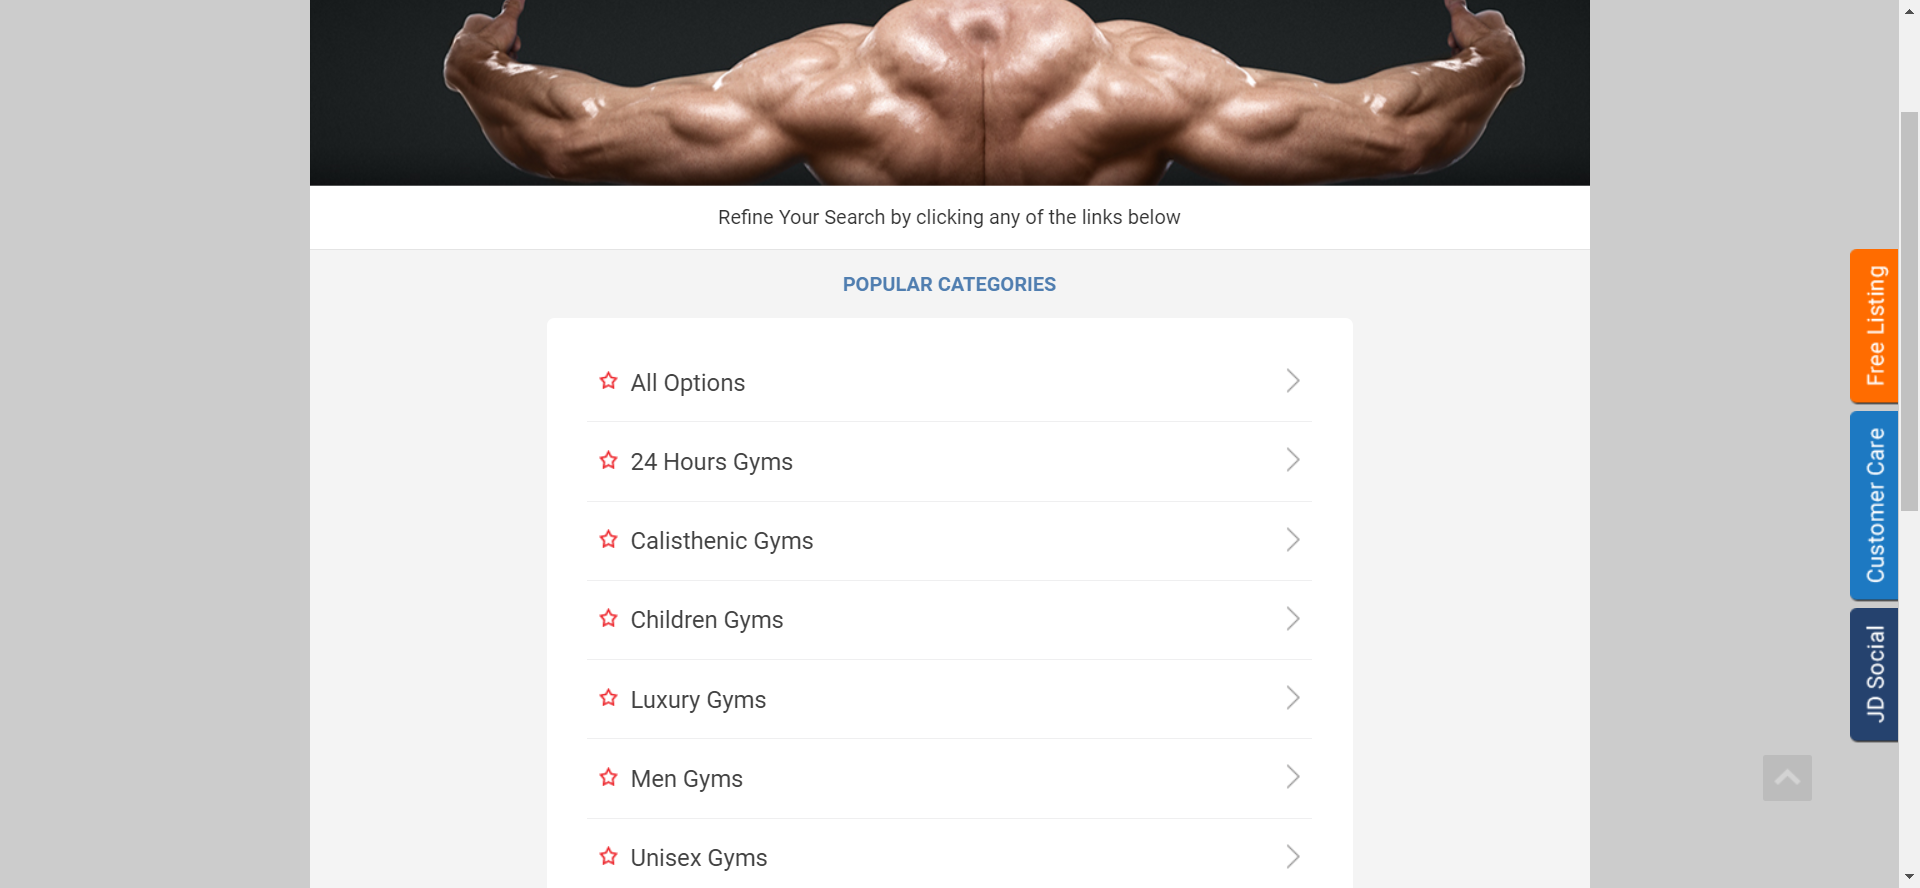 Refine Your Search by clicking any of the links below
POPULAR CATEGORIES
All Options
24 Hours Gyms
Calisthenic Gyms
Children Gyms
Luxury Gyms
Men Gyms
Unisex Gyms
Free Listing
Customer Care
JD Social